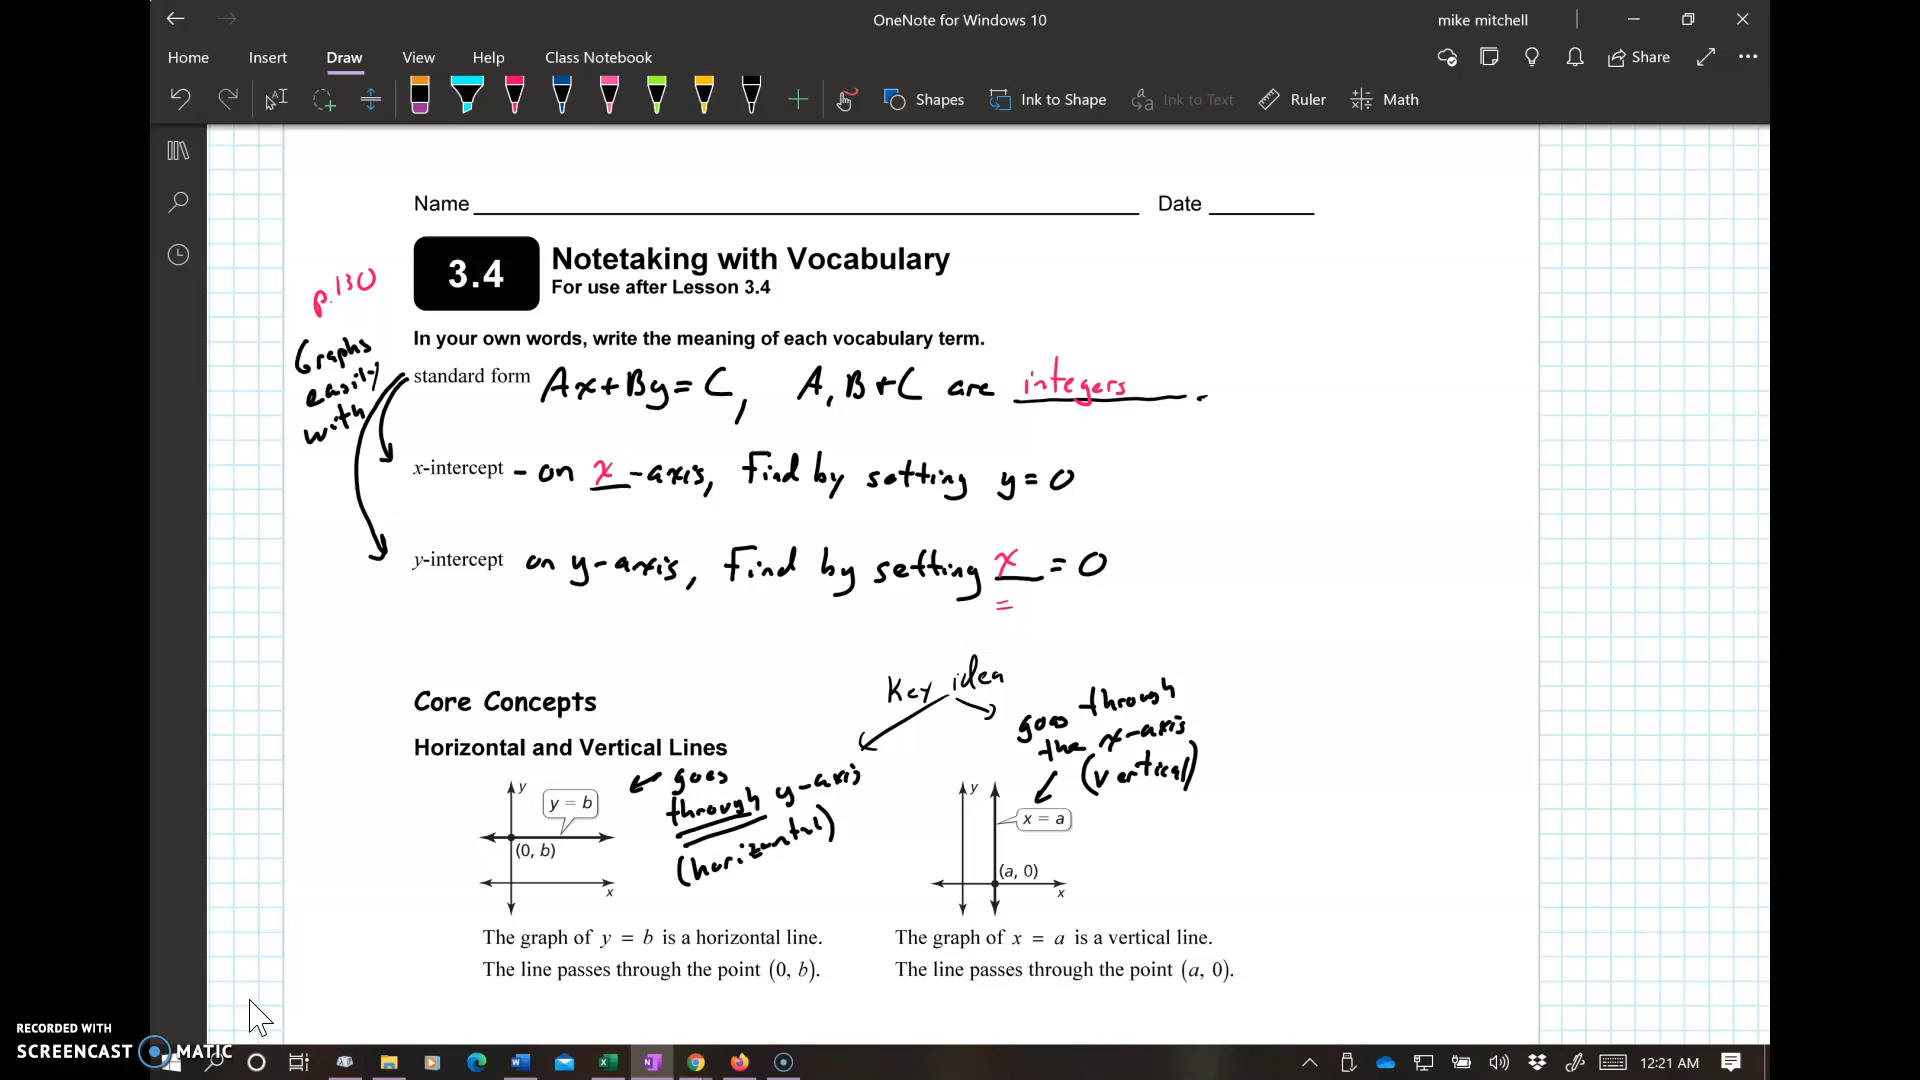 OneNote for Windows 10
mike mitchell
Home Insert Draw View Help Class Notebook
Share
Shapes Ink to Shape Ink to Text Ruler Math
Name Date
3.4 Notetaking with Vocabulary
For use after Lesson 3.4
p.130
In your own words, write the meaning of each vocabulary term.
Graphs
easily
with
standard form Ax+By=C, A, B + C are integers.
x-intercept - on x-axis, Find by setting y=0
y-intercept on y-axis, Find by setting x = 0
=
Key idea
Core Concepts
Horizontal and Vertical Lines
goes
through y-axis
(horizontal)
goes through
the x-axis
(vertical)
y
y = b
(0, b)
x
y
x = a
(a, 0)
x
The graph of y = b is a horizontal line.
The line passes through the point (0, b).
The graph of x = a is a vertical line.
The line passes through the point (a, 0).
RECORDED WITH
SCREENCAST MATIC
12:21 AM